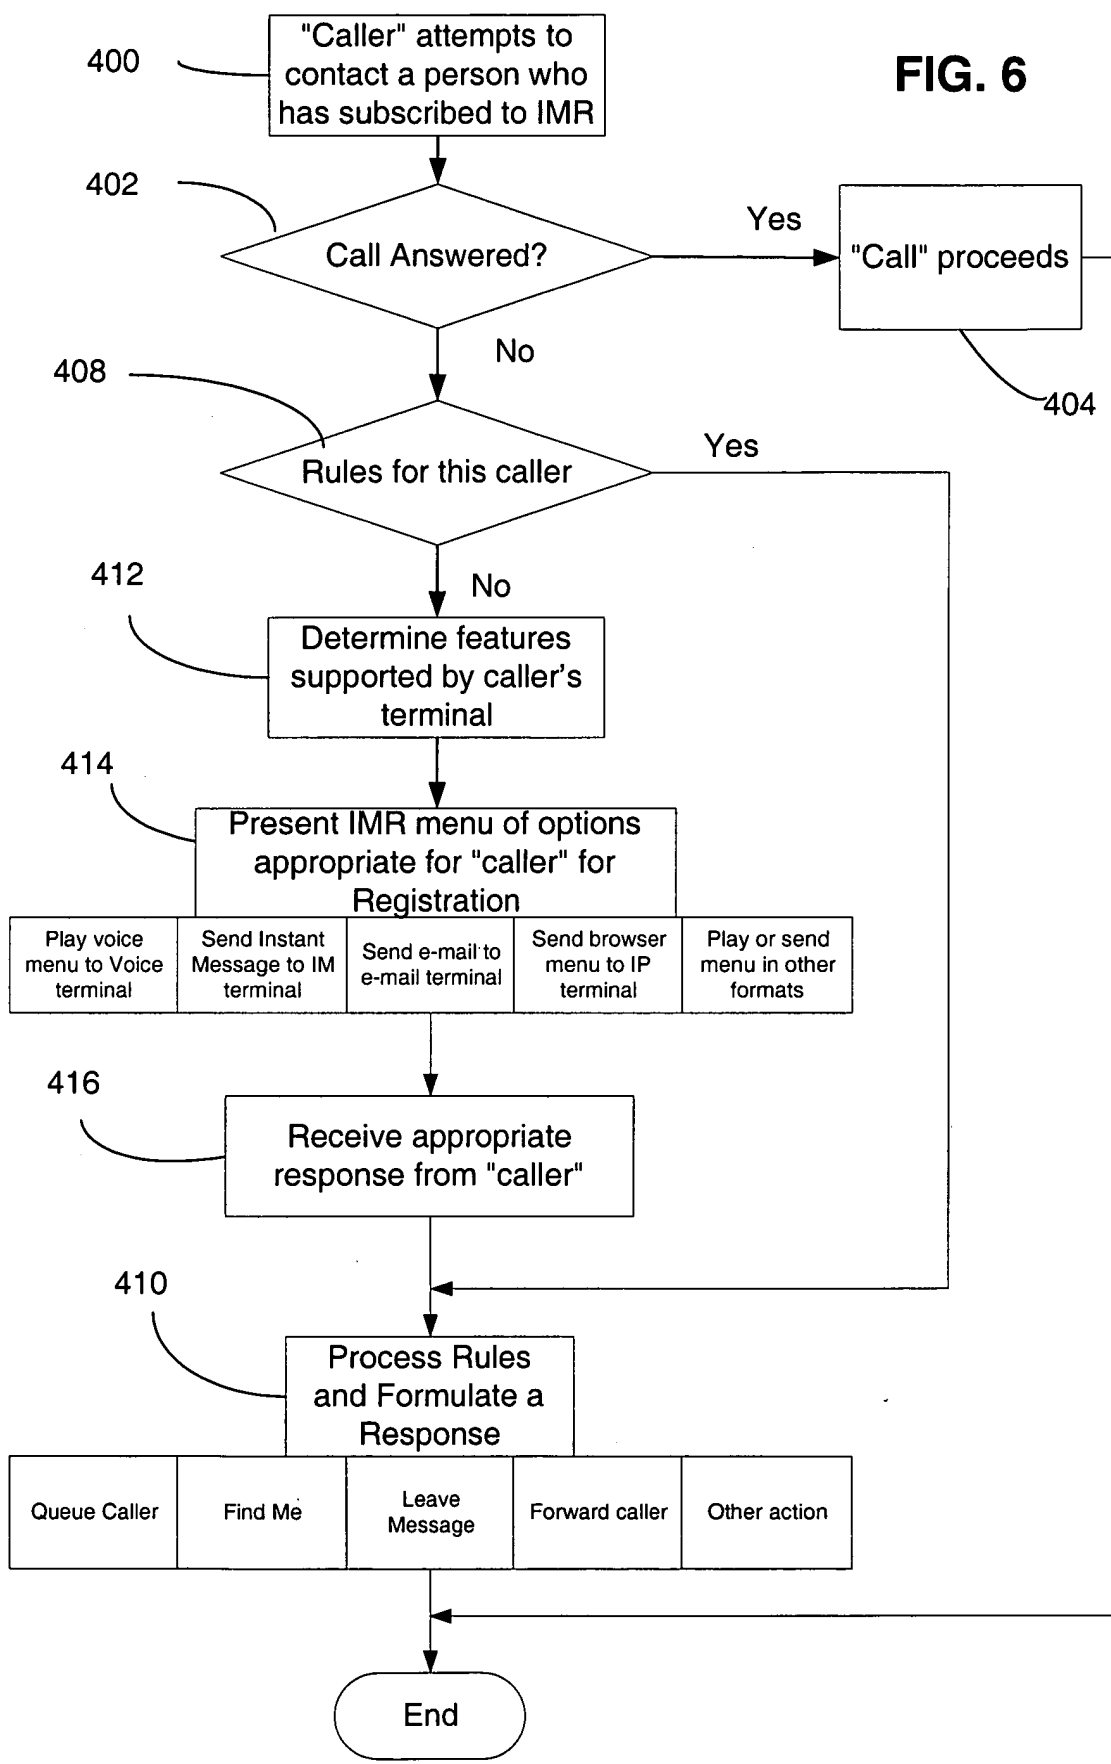 "Caller" attempts to
contact a person who
has subscribed to IMR
400
FIG. 6
402
Call Answered?
Yes
"Call" proceeds
404
No
408
Rules for this caller
Yes
No
412
Determine features
supported by caller's
terminal
414
Present IMR menu of options
appropriate for "caller" for
Registration
Play voice
menu to Voice
terminal
Send Instant
Message to IM
terminal
Send e-mail to
e-mail terminal
Send browser
menu to IP
terminal
Play or send
menu in other
formats
416
Receive appropriate
response from "caller"
410
Process Rules
and Formulate a
Response
Queue Caller
Find Me
Leave
Message
Forward caller
Other action
End